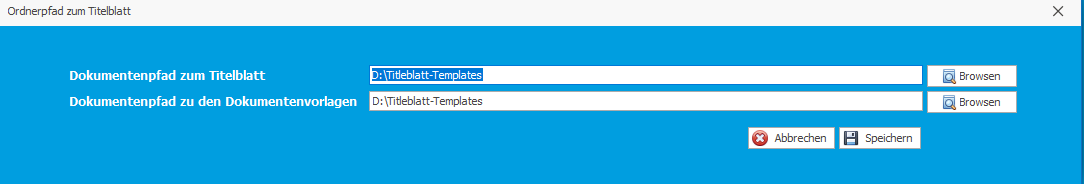 Ordnerpfad zum Titelblatt
Dokumentenpfad zum Titelblatt D:\Titleblatt-Templates Browsen
Dokumentenpfad zu den Dokumentenvorlagen D:\Titleblatt-Templates Browsen
Abbrechen Speichern